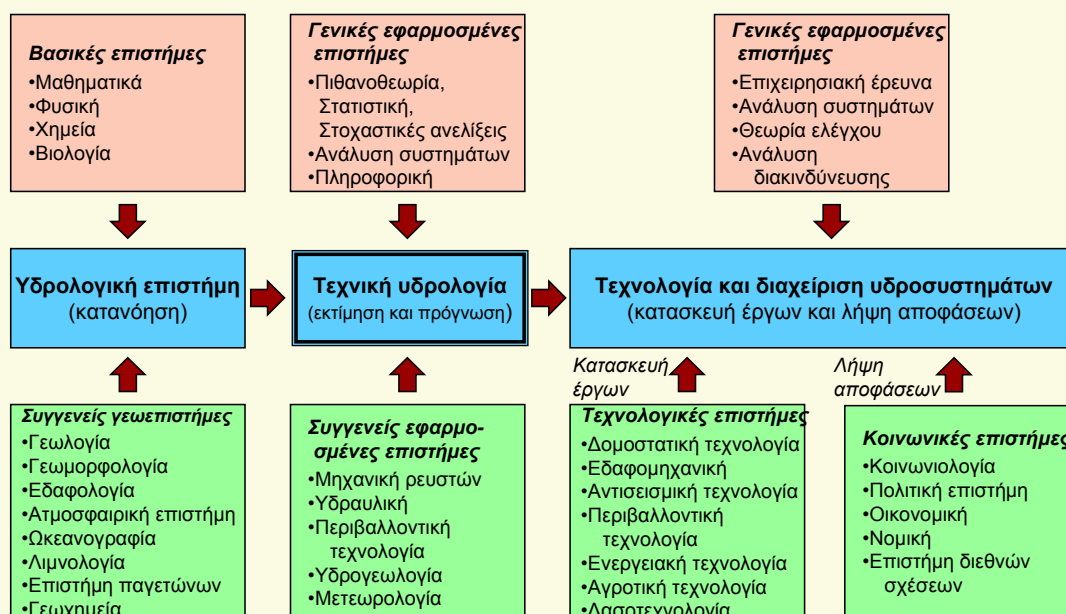 Βασικές επιστήμες
•Μαθηματικά
•Φυσική
•Χημεία
•Βιολογία
Γενικές εφαρμοσμένες
επιστήμες
•Πιθανοθεωρία,
Στατιστική,
Στοχαστικές ανελίξεις
•Ανάλυση συστημάτων
•Πληροφορική
Γενικές εφαρμοσμένες
επιστήμες
•Επιχειρησιακή έρευνα
•Ανάλυση συστημάτων
•Θεωρία ελέγχου
•Ανάλυση
διακινδύνευσης
Υδρολογική επιστήμη
(κατανόηση)
Τεχνική υδρολογία
(εκτίμηση και πρόγνωση)
Τεχνολογία και διαχείριση υδροσυστημάτων
(κατασκευή έργων και λήψη αποφάσεων)
Κατασκευή
έργων
Λήψη
αποφάσεων
Συγγενείς γεωεπιστήμες
•Γεωλογία
•Γεωμορφολογία
•Εδαφολογία
•Ατμοσφαιρική επιστήμη
•Ωκεανογραφία
•Λιμνολογία
•Επιστήμη παγετώνων
•Γεωχημεία
Συγγενείς εφαρμο-
σμένες επιστήμες
•Μηχανική ρευστών
•Υδραυλική
•Περιβαλλοντική
τεχνολογία
•Υδρογεωλογία
•Μετεωρολογία
Τεχνολογικές επιστήμες
•Δομοστατική τεχνολογία
•Εδαφομηχανική
•Αντισεισμική τεχνολογία
•Περιβαλλοντική
τεχνολογία
•Ενεργειακή τεχνολογία
•Αγροτική τεχνολογία
•Δασοτεχνολογία
Κοινωνικές επιστήμες
•Κοινωνιολογία
•Πολιτική επιστήμη
•Οικονομική
•Νομική
•Επιστήμη διεθνών
σχέσεων